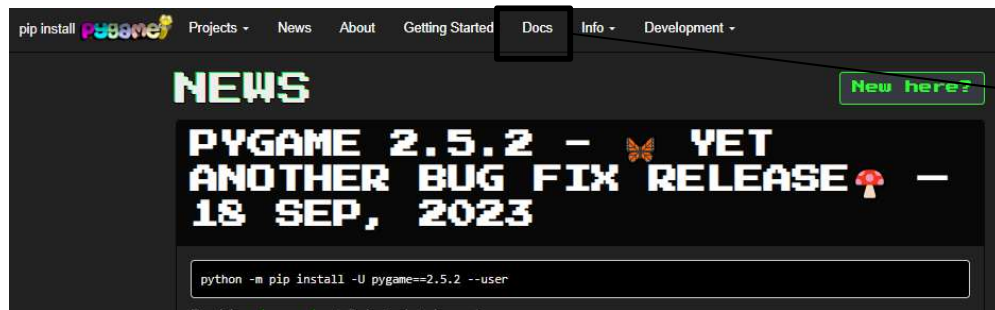 pip install pygame Projects News About Getting Started Docs Info Development
NEWS
New here?
PYGAME 2.5.2 — 🦋 YET
ANOTHER BUG FIX RELEASE🍄 —
18 SEP, 2023
python -m pip install -U pygame==2.5.2 --user